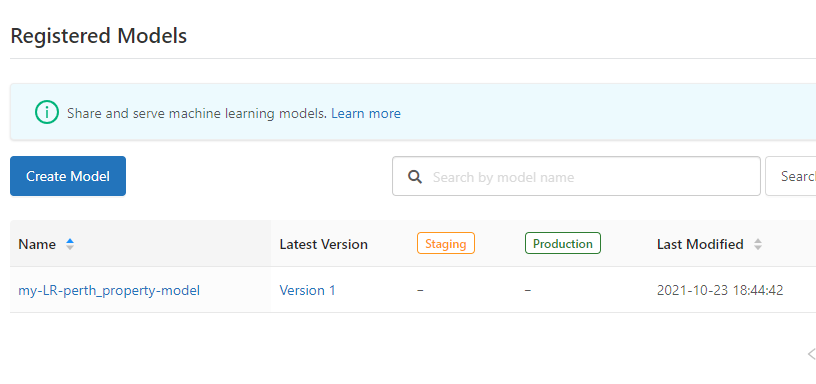 Registered Models
Share and serve machine learning models. Learn more
Create Model
Search by model name
Search
Name Latest Version Staging Production Last Modified
my-LR-perth_property-model Version 1 – – 2021-10-23 18:44:42